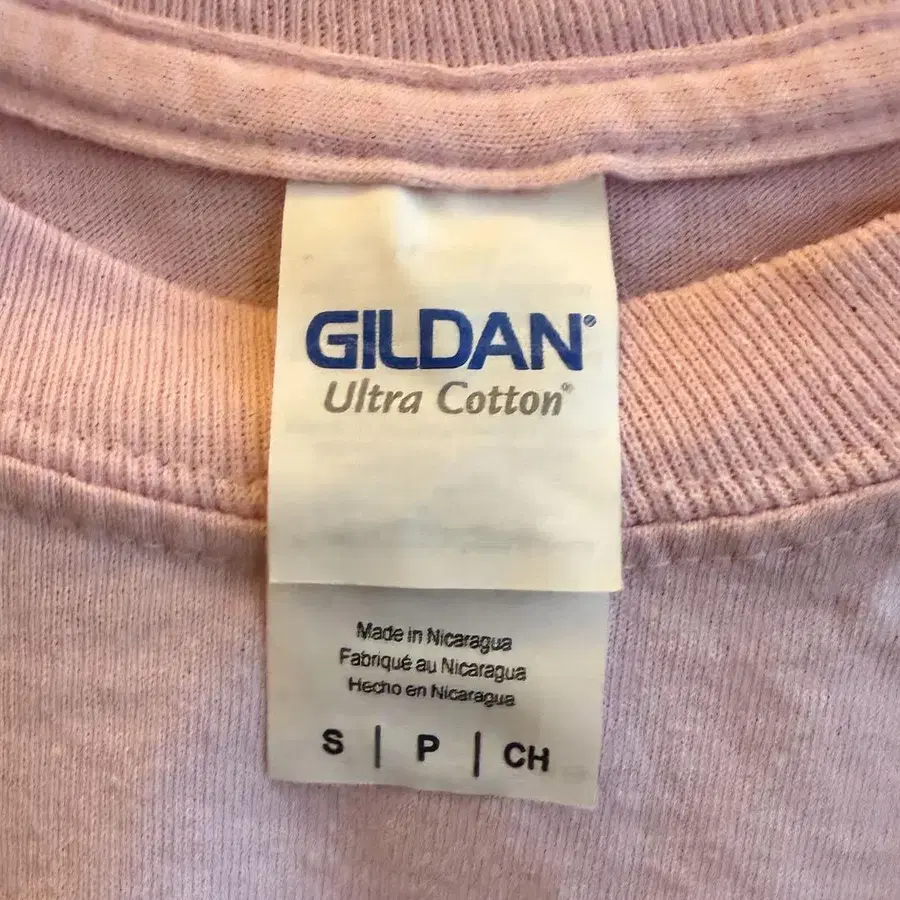 GILDAN®
Ultra Cotton®
Made in Nicaragua
Fabriqué au Nicaragua
Hecho en Nicaragua
S | P | CH